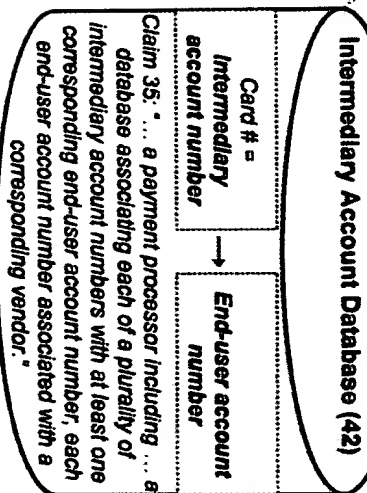 Intermediary Account Database (42)
Card # =
Intermediary
account number
→
End-user account
number
Claim 35: "... a payment processor including ... a
database associating each of a plurality of
intermediary account numbers with at least one
corresponding end-user account number, each
end-user account number associated with a
corresponding vendor."